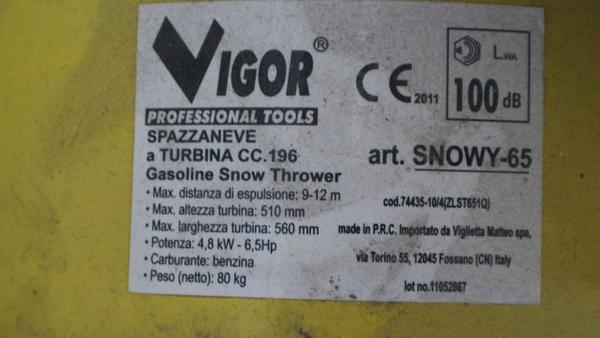 VIGOR®
PROFESSIONAL TOOLS
SPAZZANEVE
a TURBINA CC.196
Gasoline Snow Thrower
• Max. distanza di espulsione: 9-12 m
• Max. altezza turbina: 510 mm
• Max. larghezza turbina: 560 mm
• Potenza: 4,8 kW - 6,5Hp
• Carburante: benzina
• Peso (netto): 80 kg
CE 2011
LWA
100 dB
art. SNOWY-65
cod.74435-10/4(ZLST651Q)
made in P.R.C. Importato da Viglietta Matteo spa,
via Torino 55, 12045 Fossano (CN) Italy
lot no.11052867